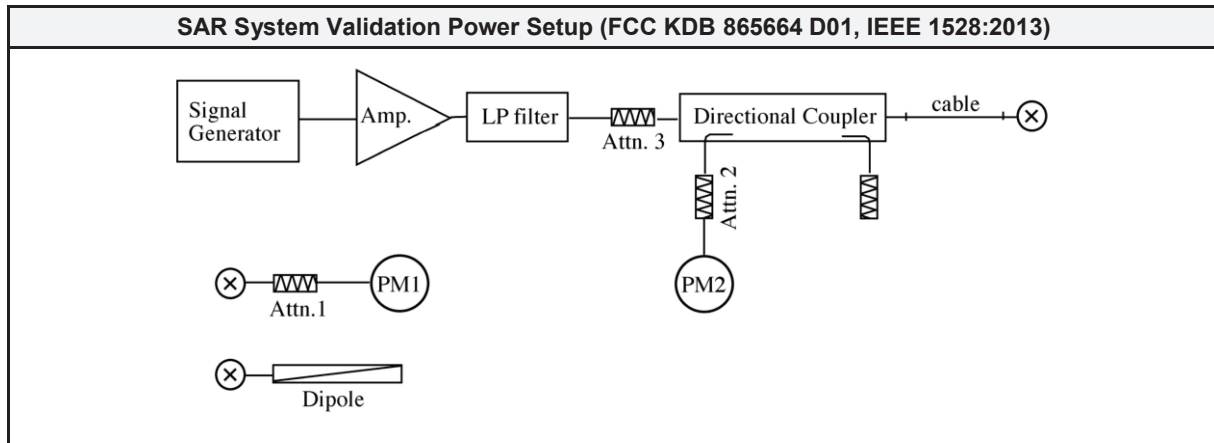 SAR System Validation Power Setup (FCC KDB 865664 D01, IEEE 1528:2013)
Signal
Generator
Amp.
LP filter
Attn. 3
Directional Coupler
cable
Attn. 2
PM1
Attn.1
PM2
Dipole